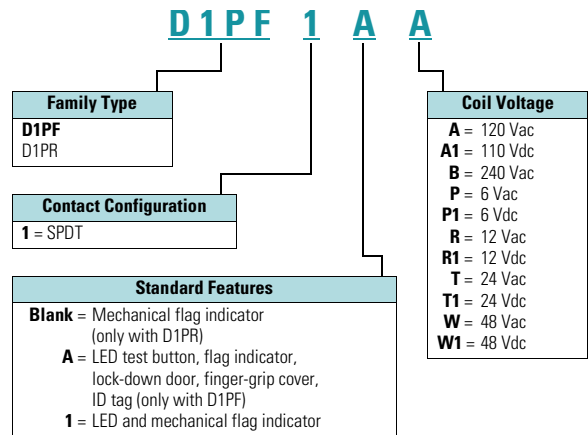 D1PF 1 A A
Family Type
D1PF
D1PR
Contact Configuration
1 = SPDT
Standard Features
Blank = Mechanical flag indicator
(only with D1PR)
A = LED test button, flag indicator,
lock-down door, finger-grip cover,
ID tag (only with D1PF)
1 = LED and mechanical flag indicator
Coil Voltage
A = 120 Vac
A1 = 110 Vdc
B = 240 Vac
P = 6 Vac
P1 = 6 Vdc
R = 12 Vac
R1 = 12 Vdc
T = 24 Vac
T1 = 24 Vdc
W = 48 Vac
W1 = 48 Vdc